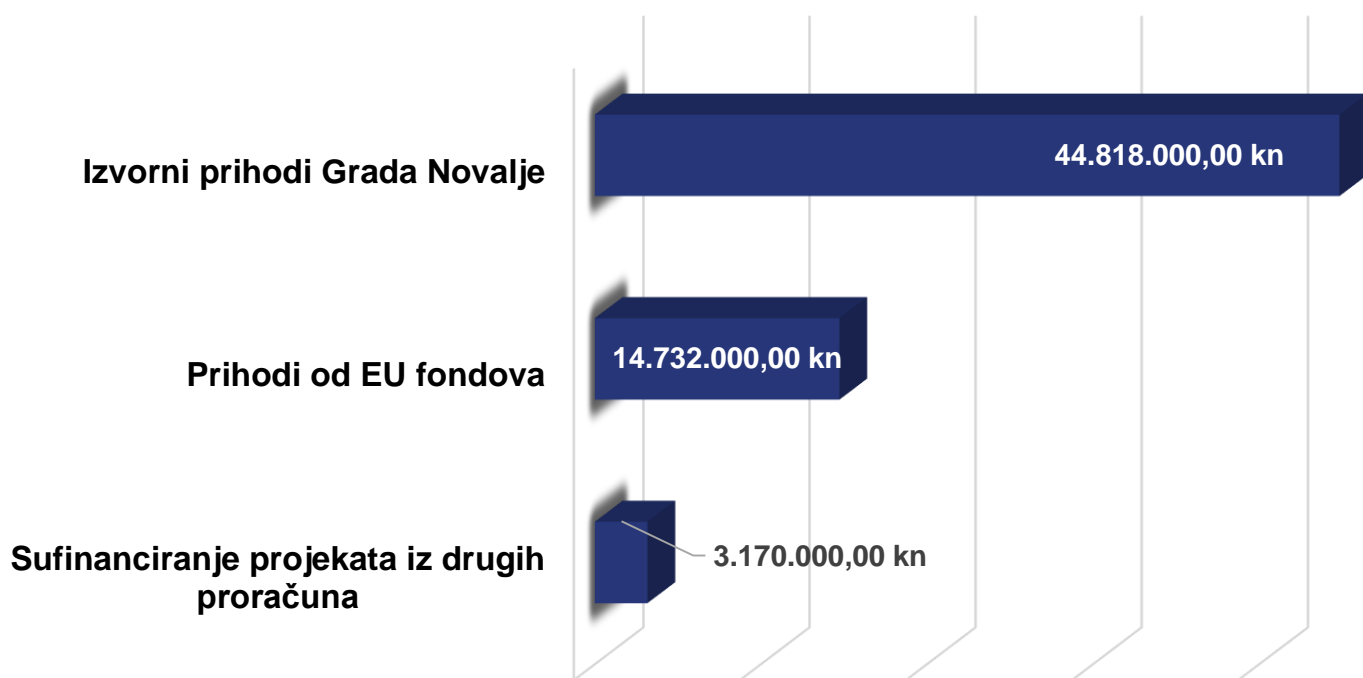 Izvorni prihodi Grada Novalje
44.818.000,00 kn
Prihodi od EU fondova
14.732.000,00 kn
Sufinanciranje projekata iz drugih
proračuna
3.170.000,00 kn